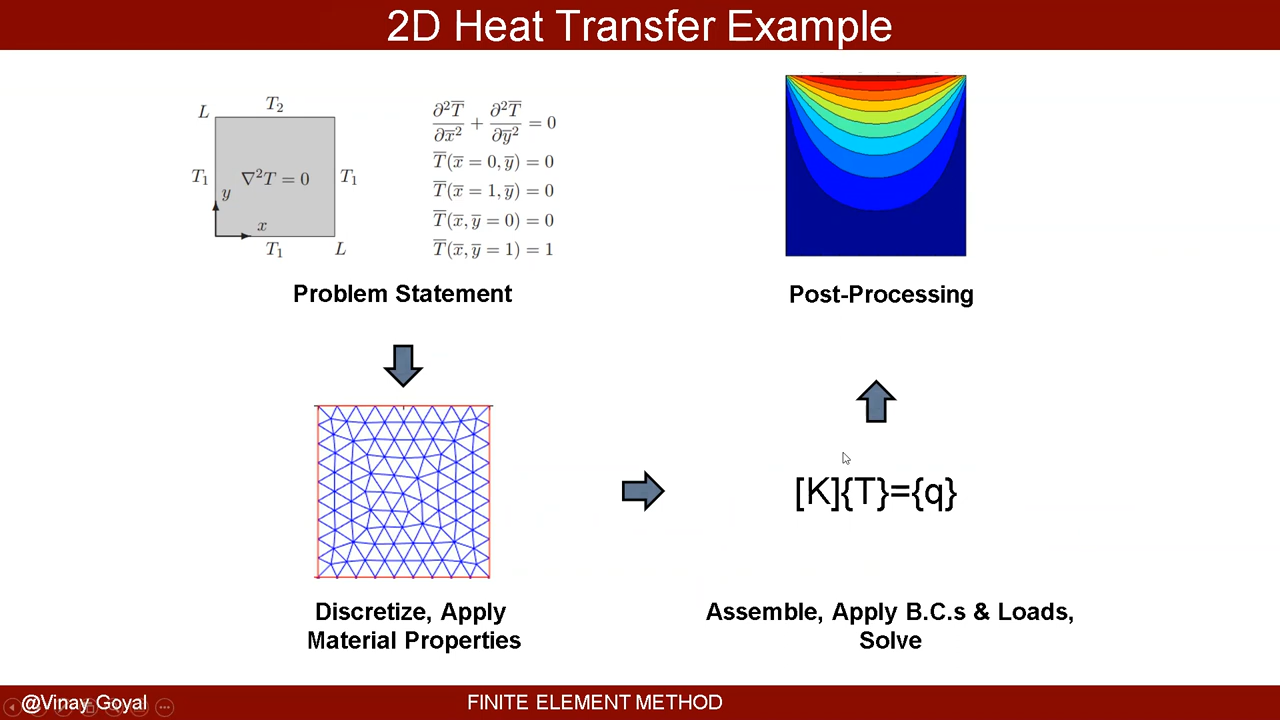 2D Heat Transfer Example
L
T₂
T₁
∇²T = 0
T₁
y
x
T₁
L
∂²T̅/∂x̅² + ∂²T̅/∂y̅² = 0
T̅(x̅ = 0, y̅) = 0
T̅(x̅ = 1, y̅) = 0
T̅(x̅, y̅ = 0) = 0
T̅(x̅, y̅ = 1) = 1
Problem Statement
Post-Processing
[K]{T}={q}
Discretize, Apply
Material Properties
Assemble, Apply B.C.s & Loads,
Solve
@Vinay Goyal
FINITE ELEMENT METHOD